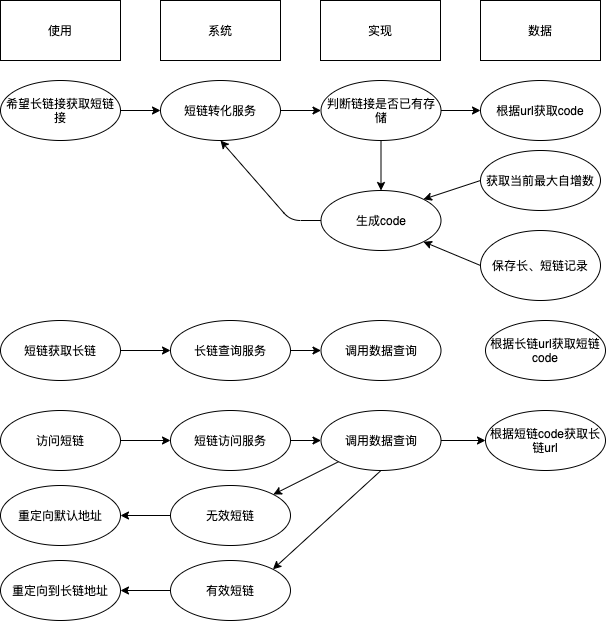 使用
系统
实现
数据
希望长链接获取短链
接
短链转化服务
判断链接是否已有存
储
根据url获取code
获取当前最大自增数
生成code
保存长、短链记录
短链获取长链
长链查询服务
调用数据查询
根据长链url获取短链
code
访问短链
短链访问服务
调用数据查询
根据短链code获取长
链url
重定向默认地址
无效短链
重定向到长链地址
有效短链